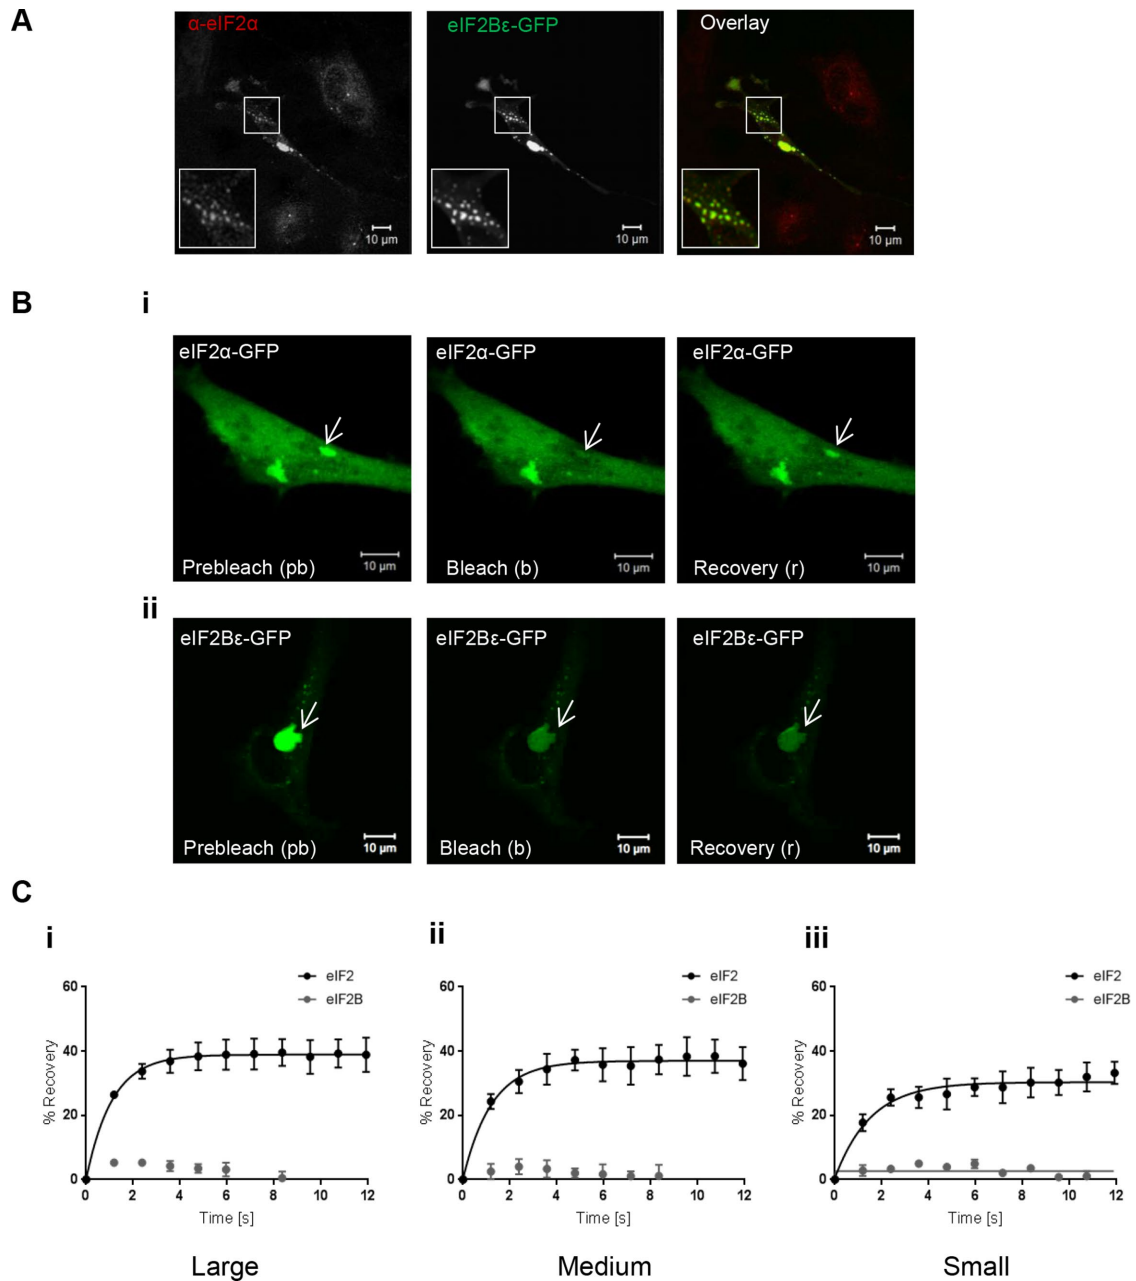 A
α-eIF2α eIF2Bε-GFP Overlay
10 µm 10 µm 10 µm
B i
eIF2α-GFP eIF2α-GFP eIF2α-GFP
10 µm 10 µm 10 µm
Prebleach (pb) Bleach (b) Recovery (r)
ii
eIF2Bε-GFP eIF2Bε-GFP eIF2Bε-GFP
10 µm 10 µm 10 µm
Prebleach (pb) Bleach (b) Recovery (r)
C
i
% Recovery
60
40
20
0
eIF2
eIF2B
0 2 4 6 8 10 12
Time [s]
Large
ii
% Recovery
60
40
20
0
eIF2
eIF2B
0 2 4 6 8 10 12
Time [s]
Medium
iii
% Recovery
60
40
20
0
eIF2
eIF2B
0 2 4 6 8 10 12
Time [s]
Small